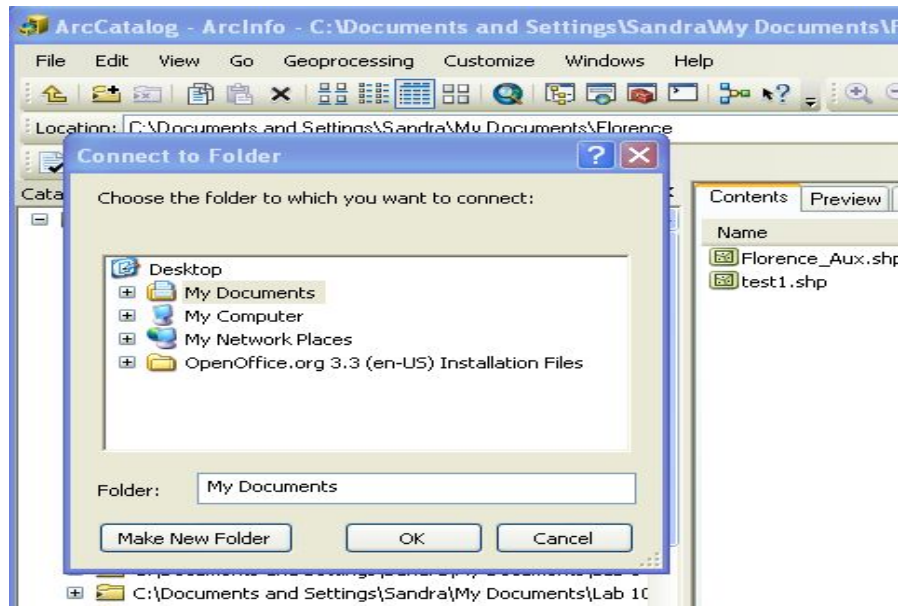 ArcCatalog - ArcInfo - C:\Documents and Settings\Sandra\My Documents\F
File Edit View Go Geoprocessing Customize Windows Help
Location: C:\Documents and Settings\Sandra\My Documents\Florence
Connect to Folder
Cata
Choose the folder to which you want to connect:
Contents Preview
Name
Desktop
Florence_Aux.shp
My Documents
test1.shp
My Computer
My Network Places
OpenOffice.org 3.3 (en-US) Installation Files
Folder: My Documents
Make New Folder OK Cancel
C:\Documents and Settings\Sandra\My Documents\Lab 10